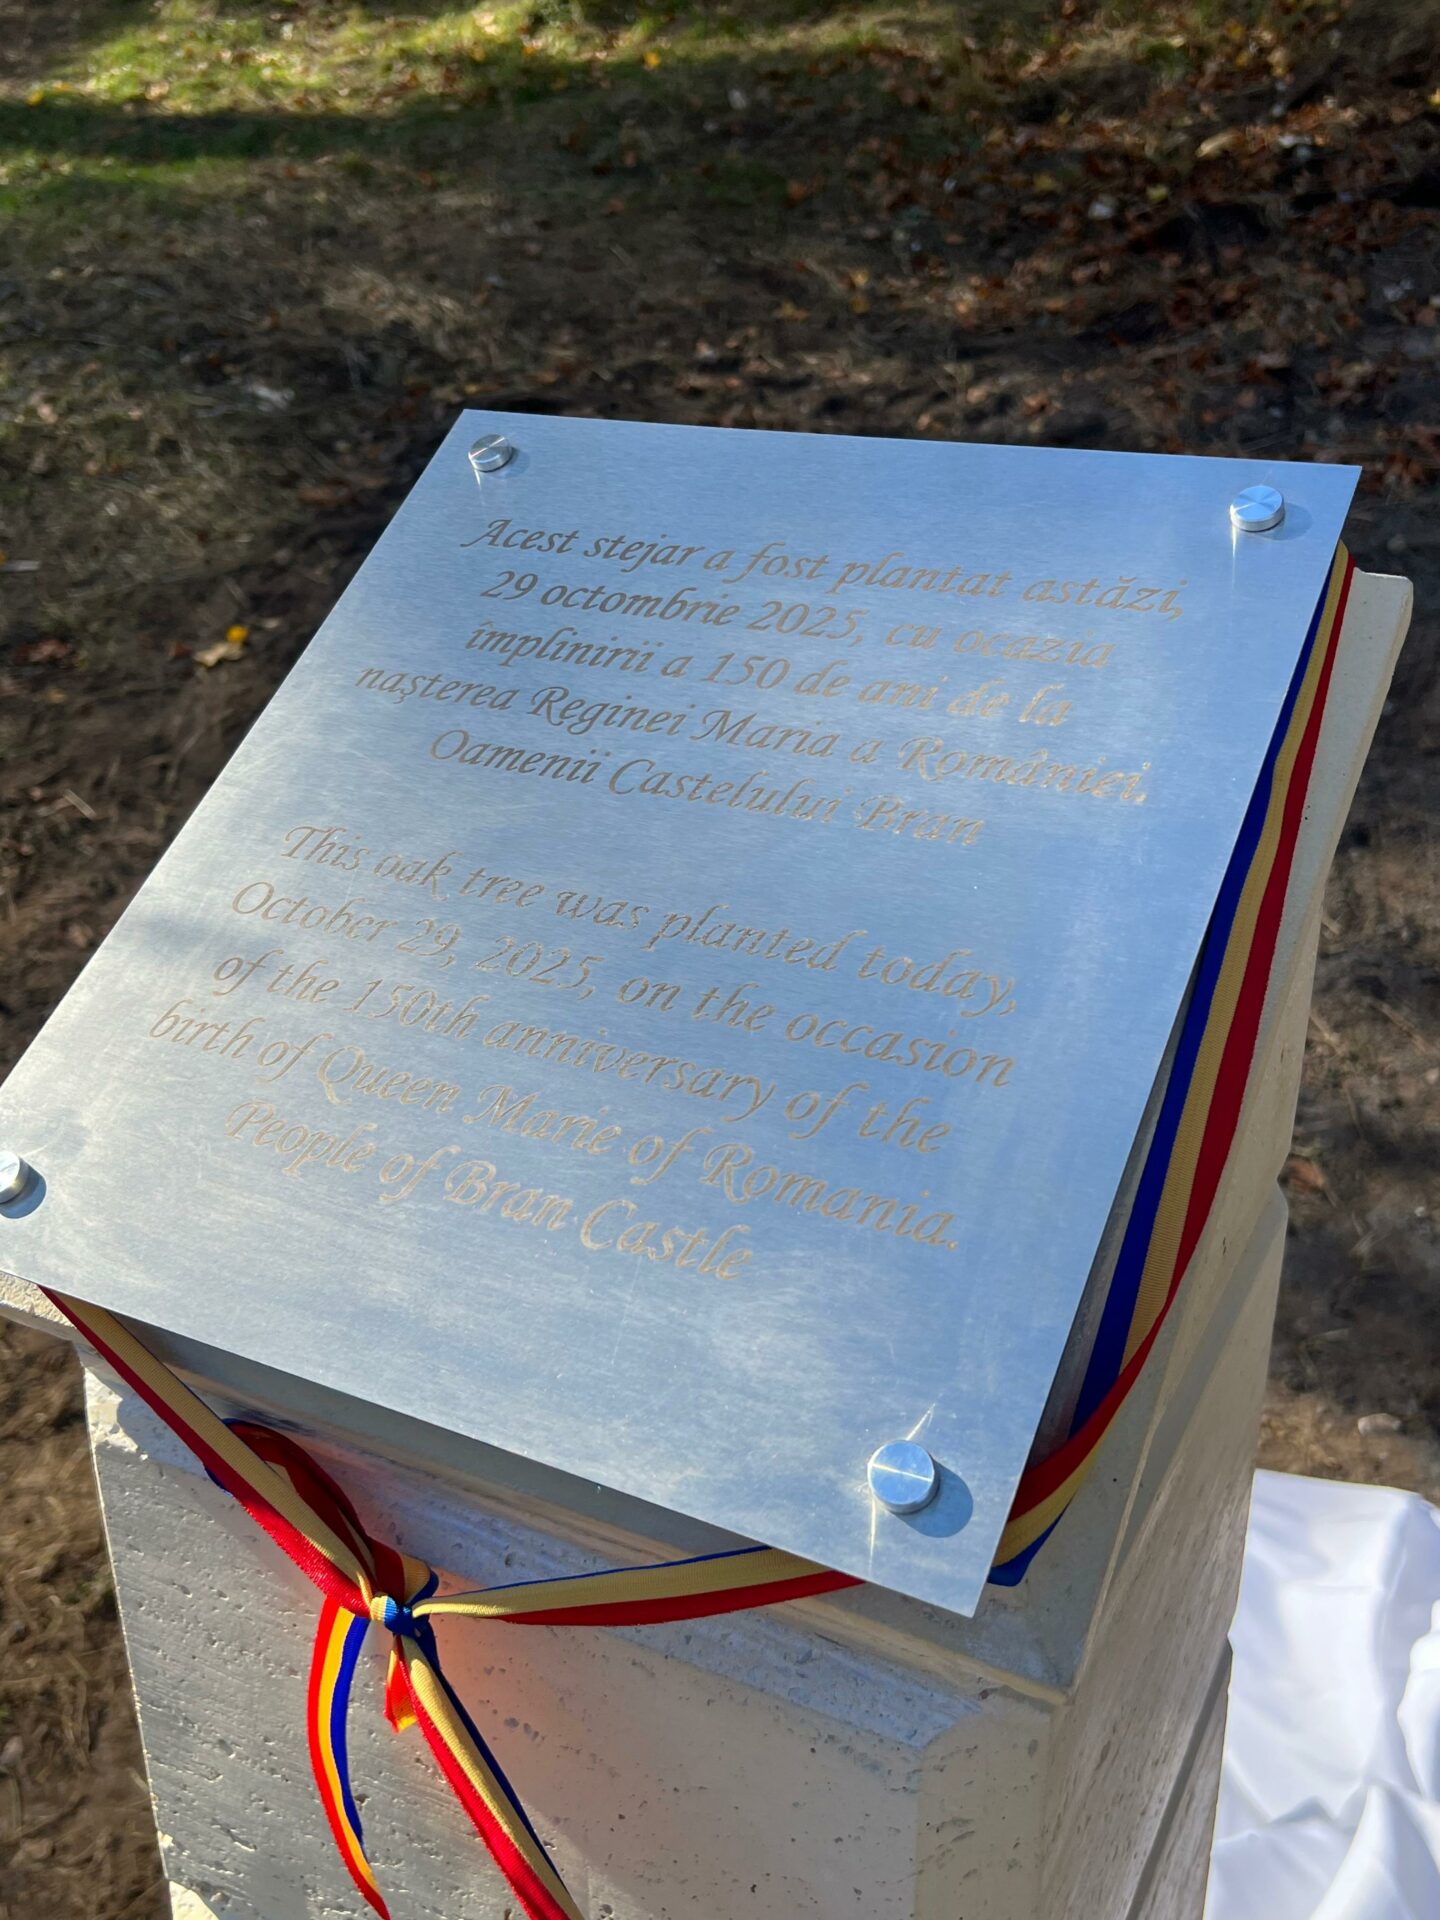 Acest stejar a fost plantat astăzi,
29 octombrie 2025, cu ocazia
împlinirii a 150 de ani de la
nașterea Reginei Maria a României.
Oamenii Castelului Bran
This oak tree was planted today,
October 29, 2025, on the occasion
of the 150th anniversary of the
birth of Queen Marie of Romania.
People of Bran Castle